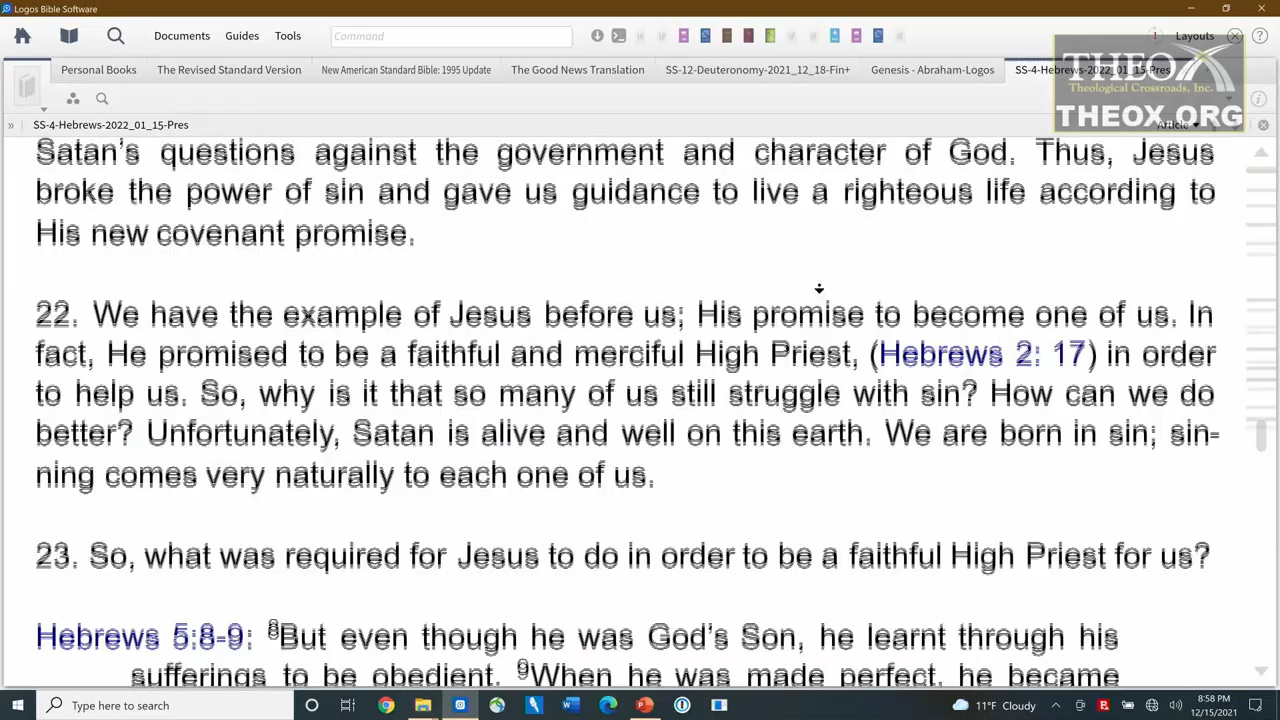 Logos Bible Software
Documents Guides Tools Command Layouts
Personal Books The Revised Standard Version New American Standard Update The Good News Translation SS-12-Deuteronomy-2021_12_18-Fin+ Genesis - Abraham-Logos SS-4-Hebrews-2022_01_15-Pres
THEOX
Theological Crossroads, Inc.
THEOX.ORG
SS-4-Hebrews-2022_01_15-Pres Article
Satan's questions against the government and character of God. Thus, Jesus
broke the power of sin and gave us guidance to live a righteous life according to
His new covenant promise.
22. We have the example of Jesus before us; His promise to become one of us. In
fact, He promised to be a faithful and merciful High Priest, (Hebrews 2: 17) in order
to help us. So, why is it that so many of us still struggle with sin? How can we do
better? Unfortunately, Satan is alive and well on this earth. We are born in sin; sin-
ning comes very naturally to each one of us.
23. So, what was required for Jesus to do in order to be a faithful High Priest for us?
Hebrews 5:8-9: 8But even though he was God's Son, he learnt through his
sufferings to be obedient. 9When he was made perfect, he became
Type here to search
11°F Cloudy
8:58 PM
12/15/2021